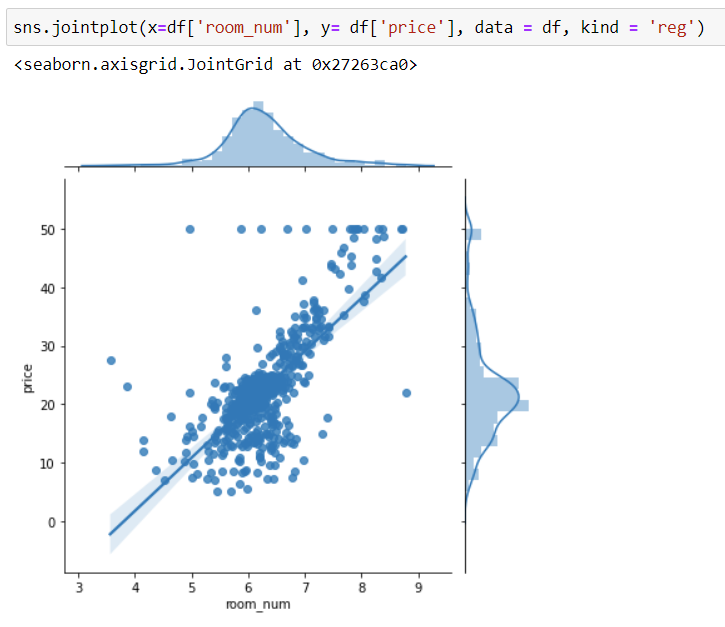 sns.jointplot(x=df['room_num'], y= df['price'], data = df, kind = 'reg')
<seaborn.axisgrid.JointGrid at 0x27263ca0>
50
40
30
20
10
0
price
3 4 5 6 7 8 9
room_num